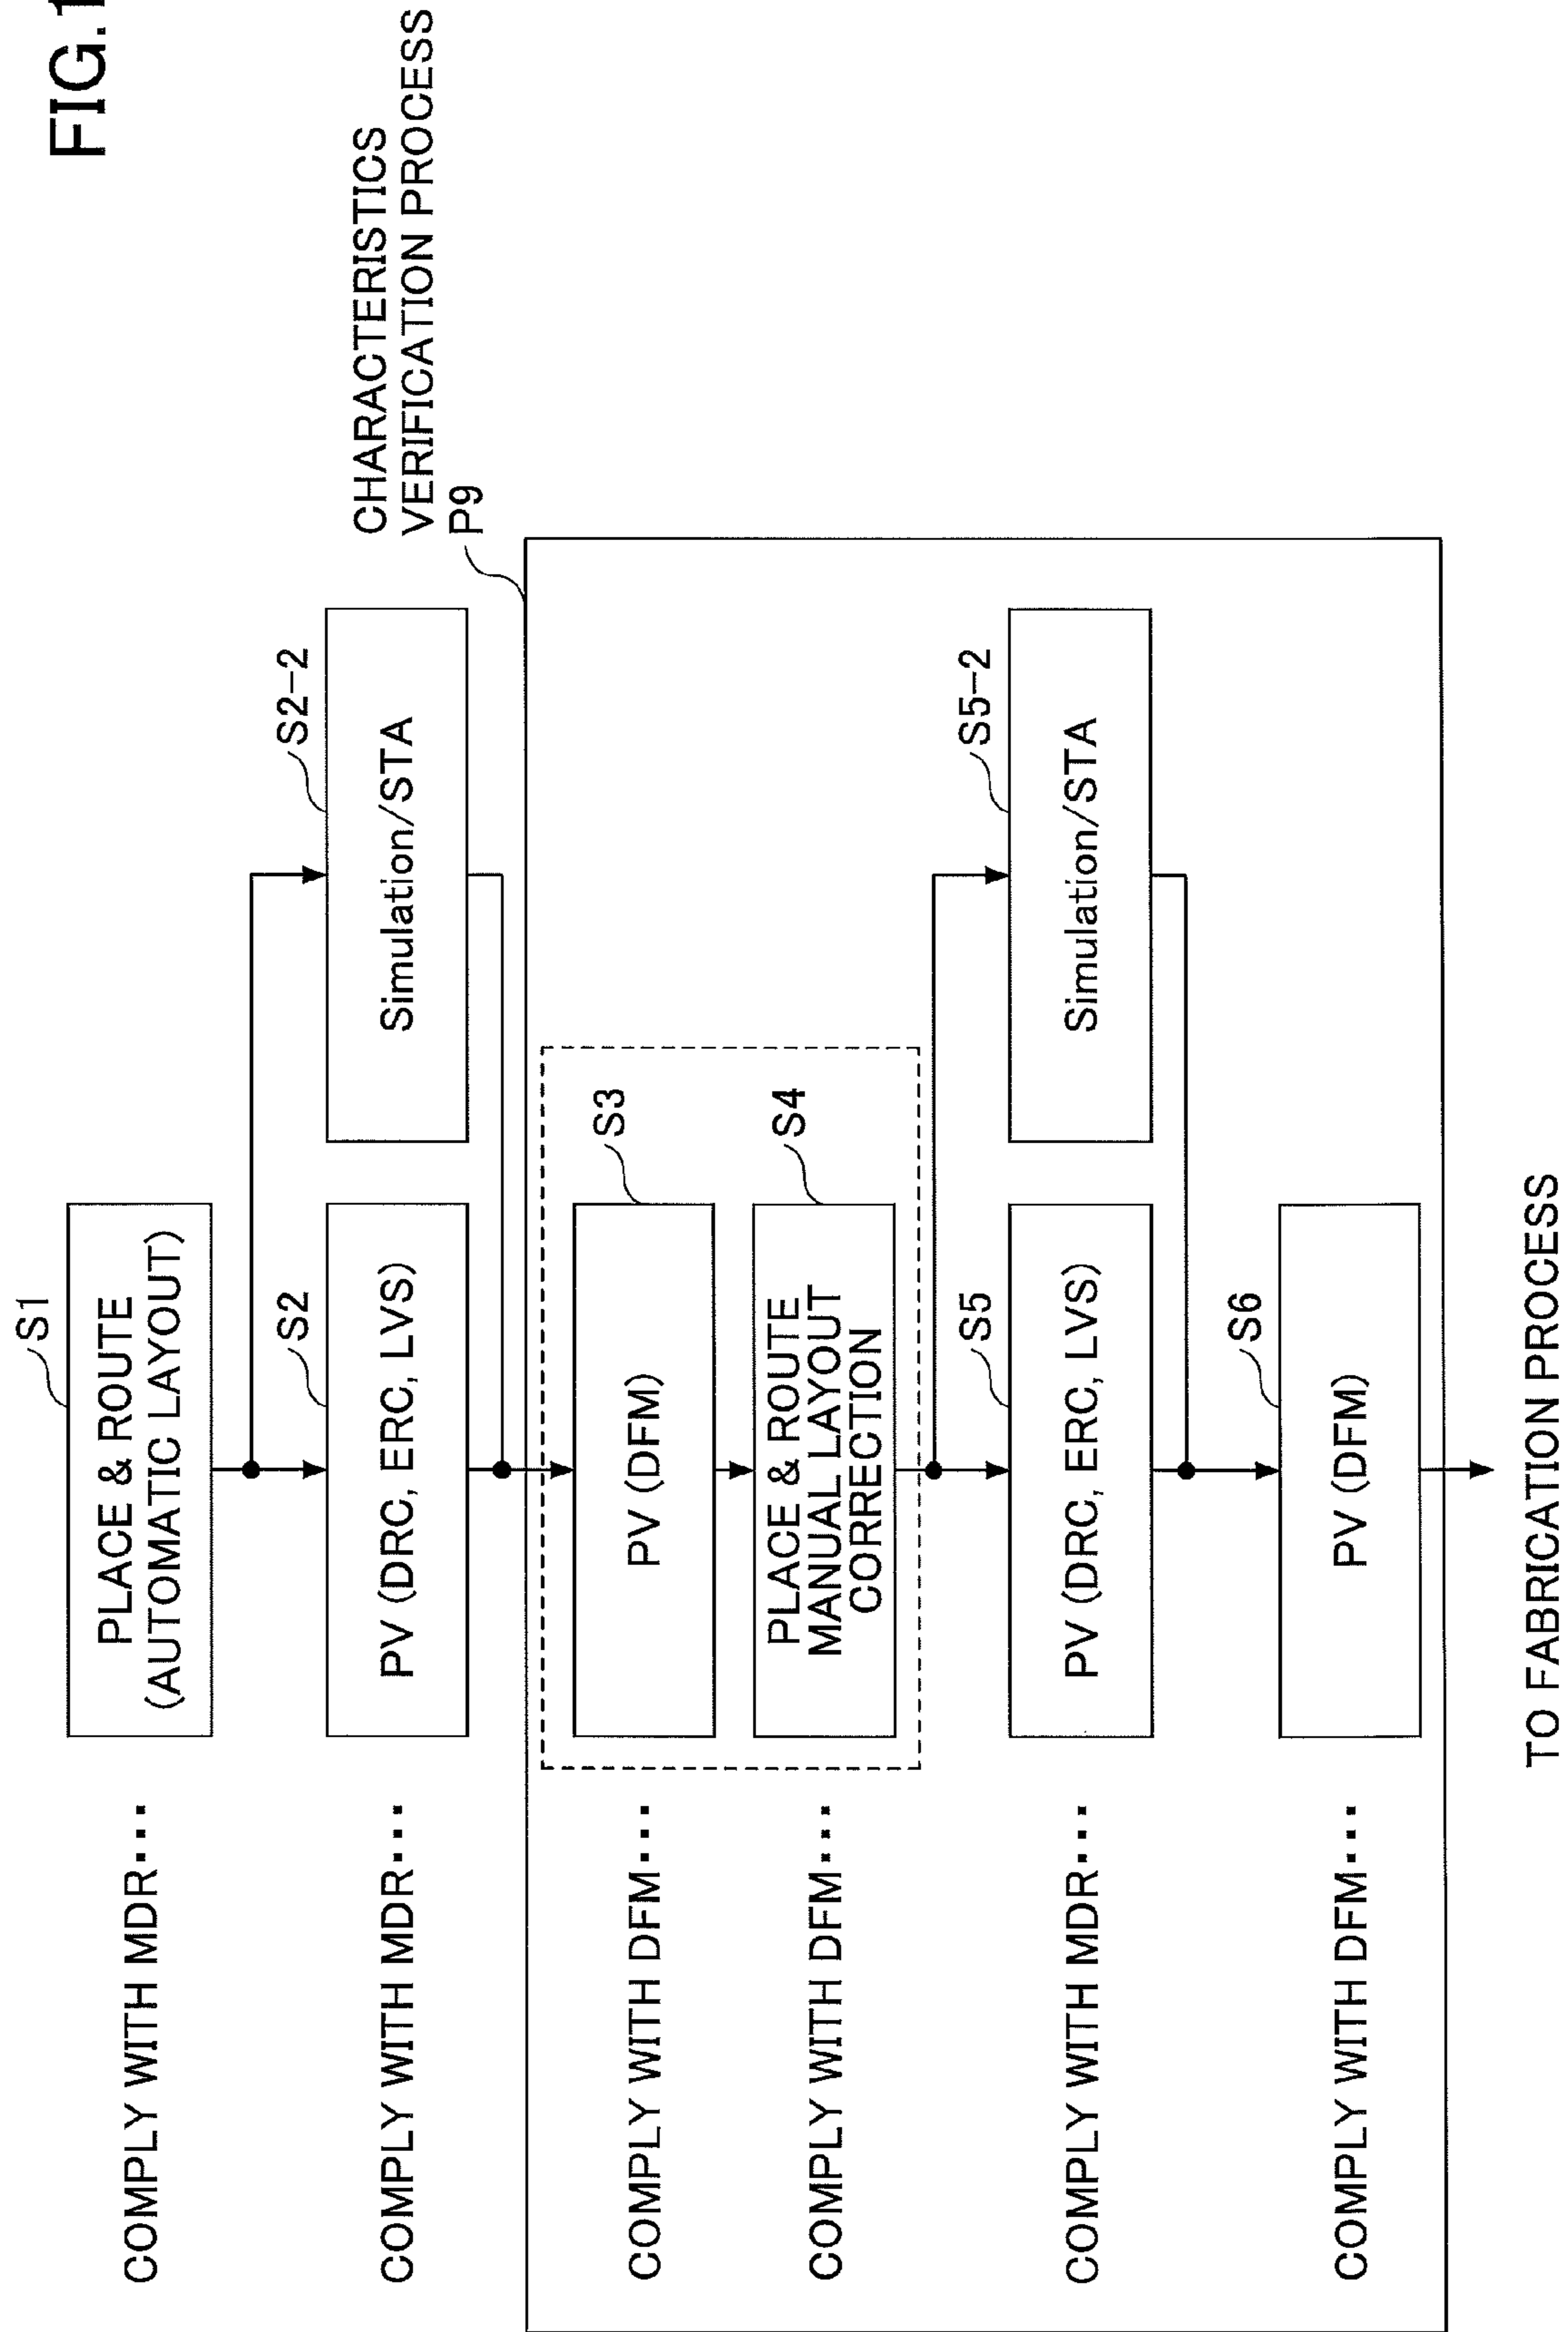 FIG.1
S1
PLACE & ROUTE
(AUTOMATIC LAYOUT)
COMPLY WITH MDR･･･
S2
PV (DRC, ERC, LVS)
COMPLY WITH MDR･･･
S2-2
Simulation/STA
CHARACTERISTICS
VERIFICATION PROCESS
P9
S3
PV (DFM)
COMPLY WITH DFM･･･
S4
PLACE & ROUTE
MANUAL LAYOUT
CORRECTION
COMPLY WITH DFM･･･
S5
PV (DRC, ERC, LVS)
COMPLY WITH MDR･･･
S5-2
Simulation/STA
S6
PV (DFM)
COMPLY WITH DFM･･･
TO FABRICATION PROCESS